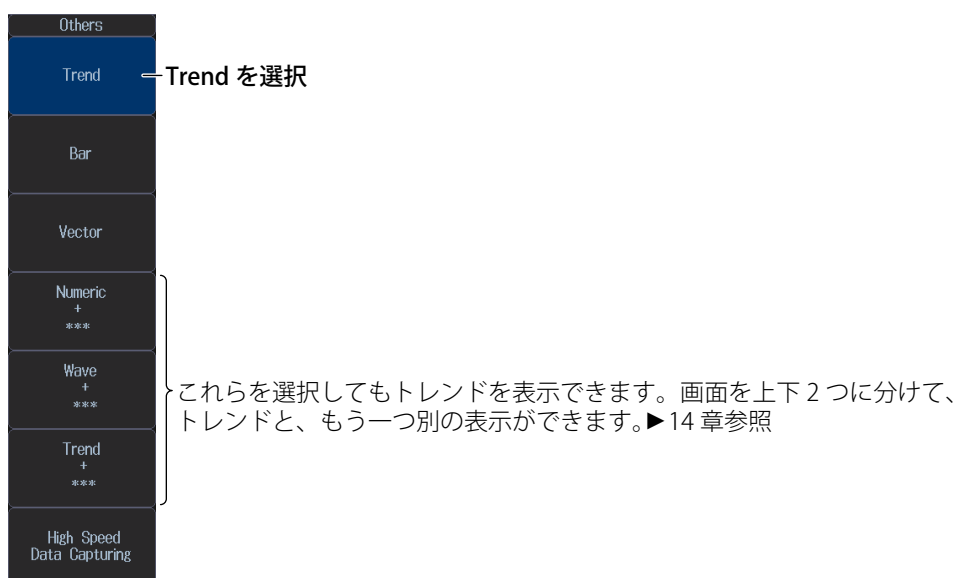 Others
Trend
Trend を選択
Bar
Vector
Numeric
+
***
Wave
+
***
これらを選択してもトレンドを表示できます。画面を上下 2 つに分けて、
トレンドと、もう一つ別の表示ができます。▶14 章参照
Trend
+
***
High Speed
Data Capturing